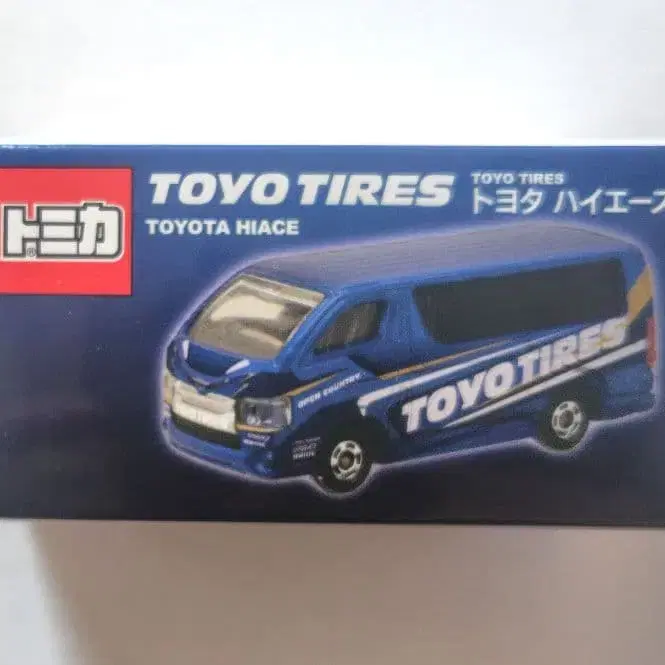 トミカ
®
TOYO TIRES
TOYOTA HIACE
TOYO TIRES
トヨタ ハイエース
OPEN COUNTRY
TOYO TIRES